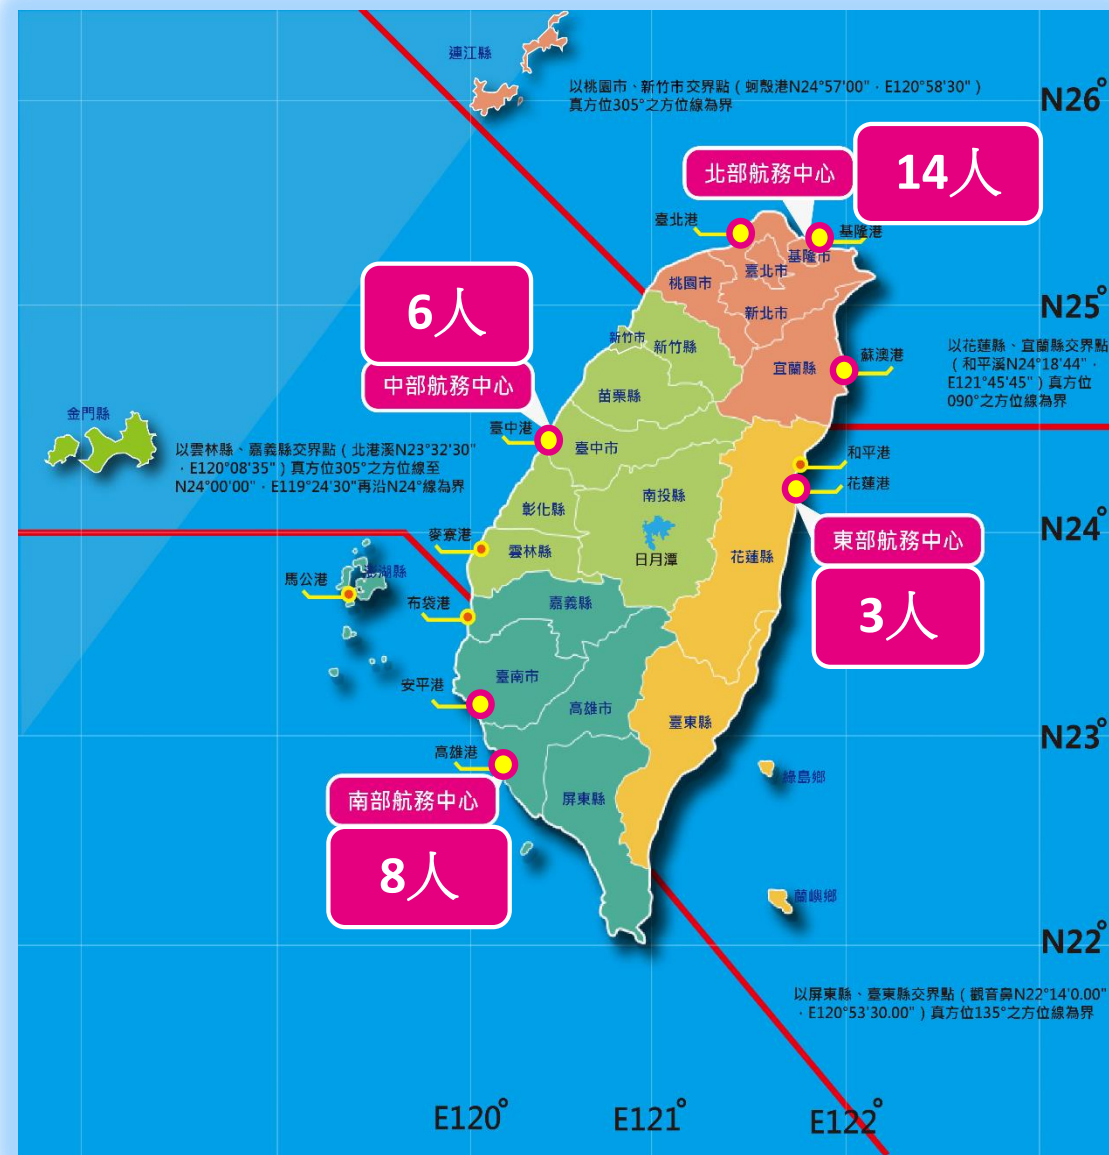 連江縣
以桃園市、新竹市交界點（蚵殼港N24°57'00"，E120°58'30"）
真方位305°之方位線為界
N26°
北部航務中心
14人
臺北港
基隆港
基隆市
臺北市
桃園市
新北市
6人
N25°
新竹市
新竹縣
宜蘭縣
蘇澳港
以花蓮縣、宜蘭縣交界點
（和平溪N24°18'44"，
E121°45'45"）真方位
090°之方位線為界
中部航務中心
苗栗縣
金門縣
臺中港
臺中市
以雲林縣、嘉義縣交界點（北港溪N23°32'30"
，E120°08'35"）真方位305°之方位線至
N24°00'00"，E119°24'30"再沿N24°線為界
和平港
花蓮港
南投縣
彰化縣
N24°
麥寮港
雲林縣
日月潭
花蓮縣
東部航務中心
3人
馬公港
澎湖縣
布袋港
嘉義縣
臺南市
安平港
高雄市
臺東縣
N23°
高雄港
綠島鄉
南部航務中心
屏東縣
8人
蘭嶼鄉
N22°
以屏東縣、臺東縣交界點（觀音鼻N22°14'0.00"
，E120°53'30.00"）真方位135°之方位線為界
E120°
E121°
E122°